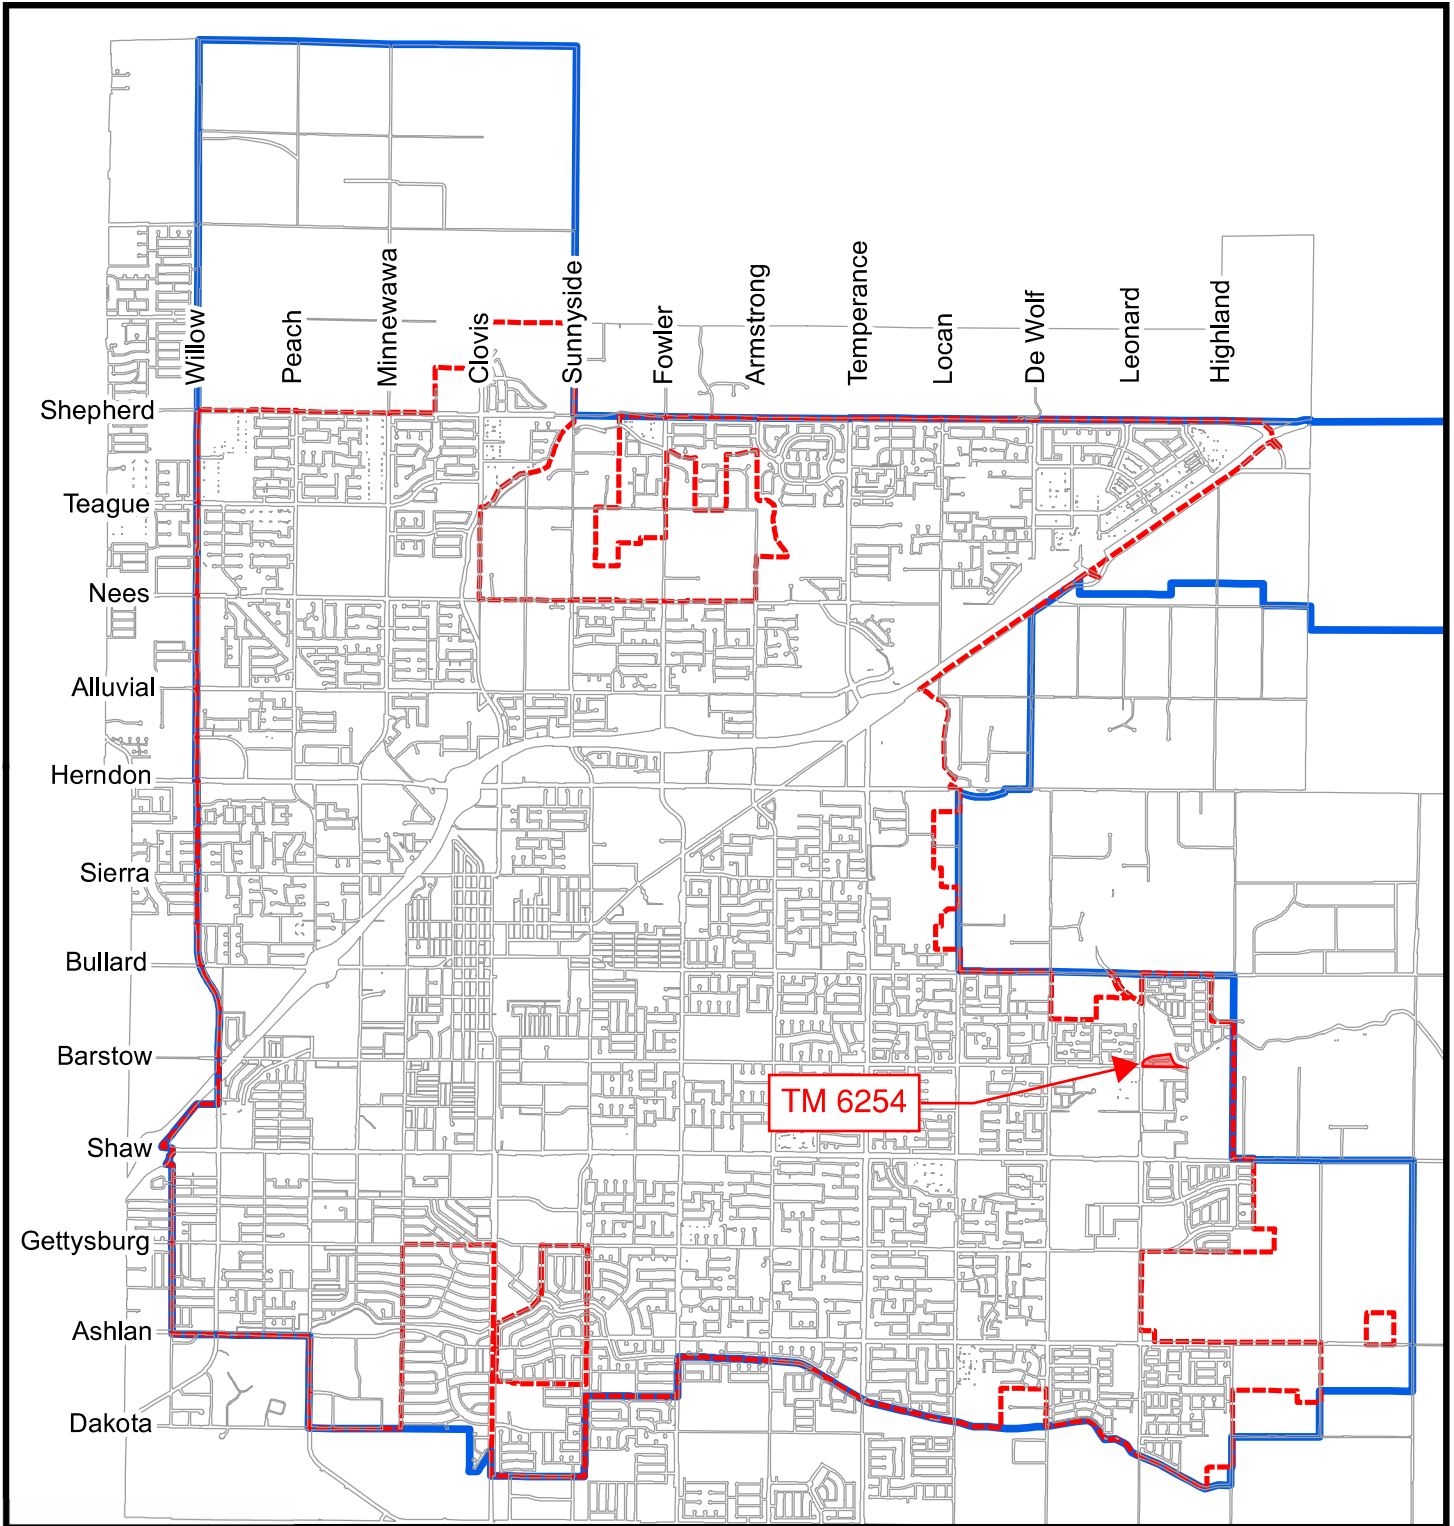 Willow
Peach
Minnewawa
Clovis
Sunnyside
Fowler
Armstrong
Temperance
Locan
De Wolf
Leonard
Highland
Shepherd
Teague
Nees
Alluvial
Herndon
Sierra
Bullard
Barstow
TM 6254
Shaw
Gettysburg
Ashlan
Dakota